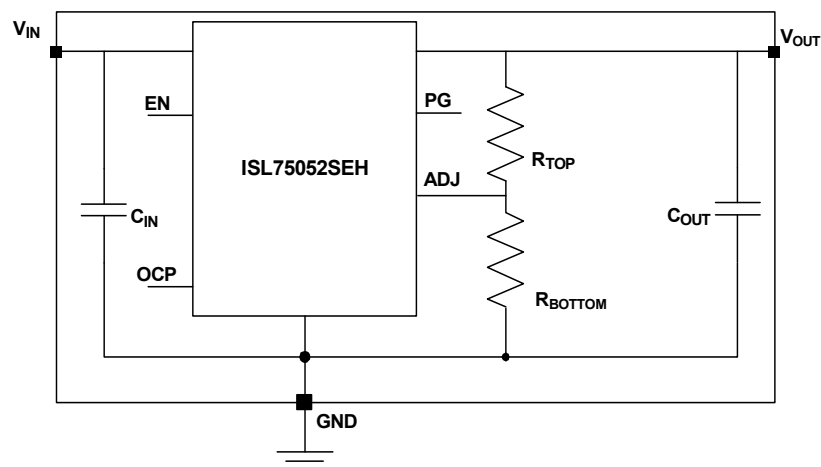 VIN
VOUT
EN
PG
ISL75052SEH
RTOP
ADJ
CIN
COUT
OCP
RBOTTOM
GND